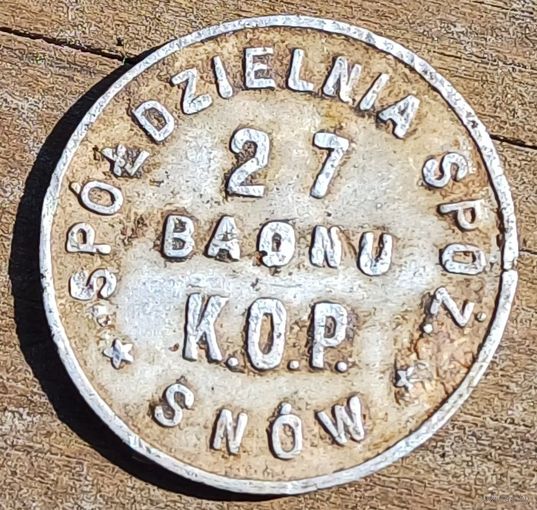 SPÓŁDZIELNIA SPOŻ.
27
BAONU
K.O.P.
SNÓW